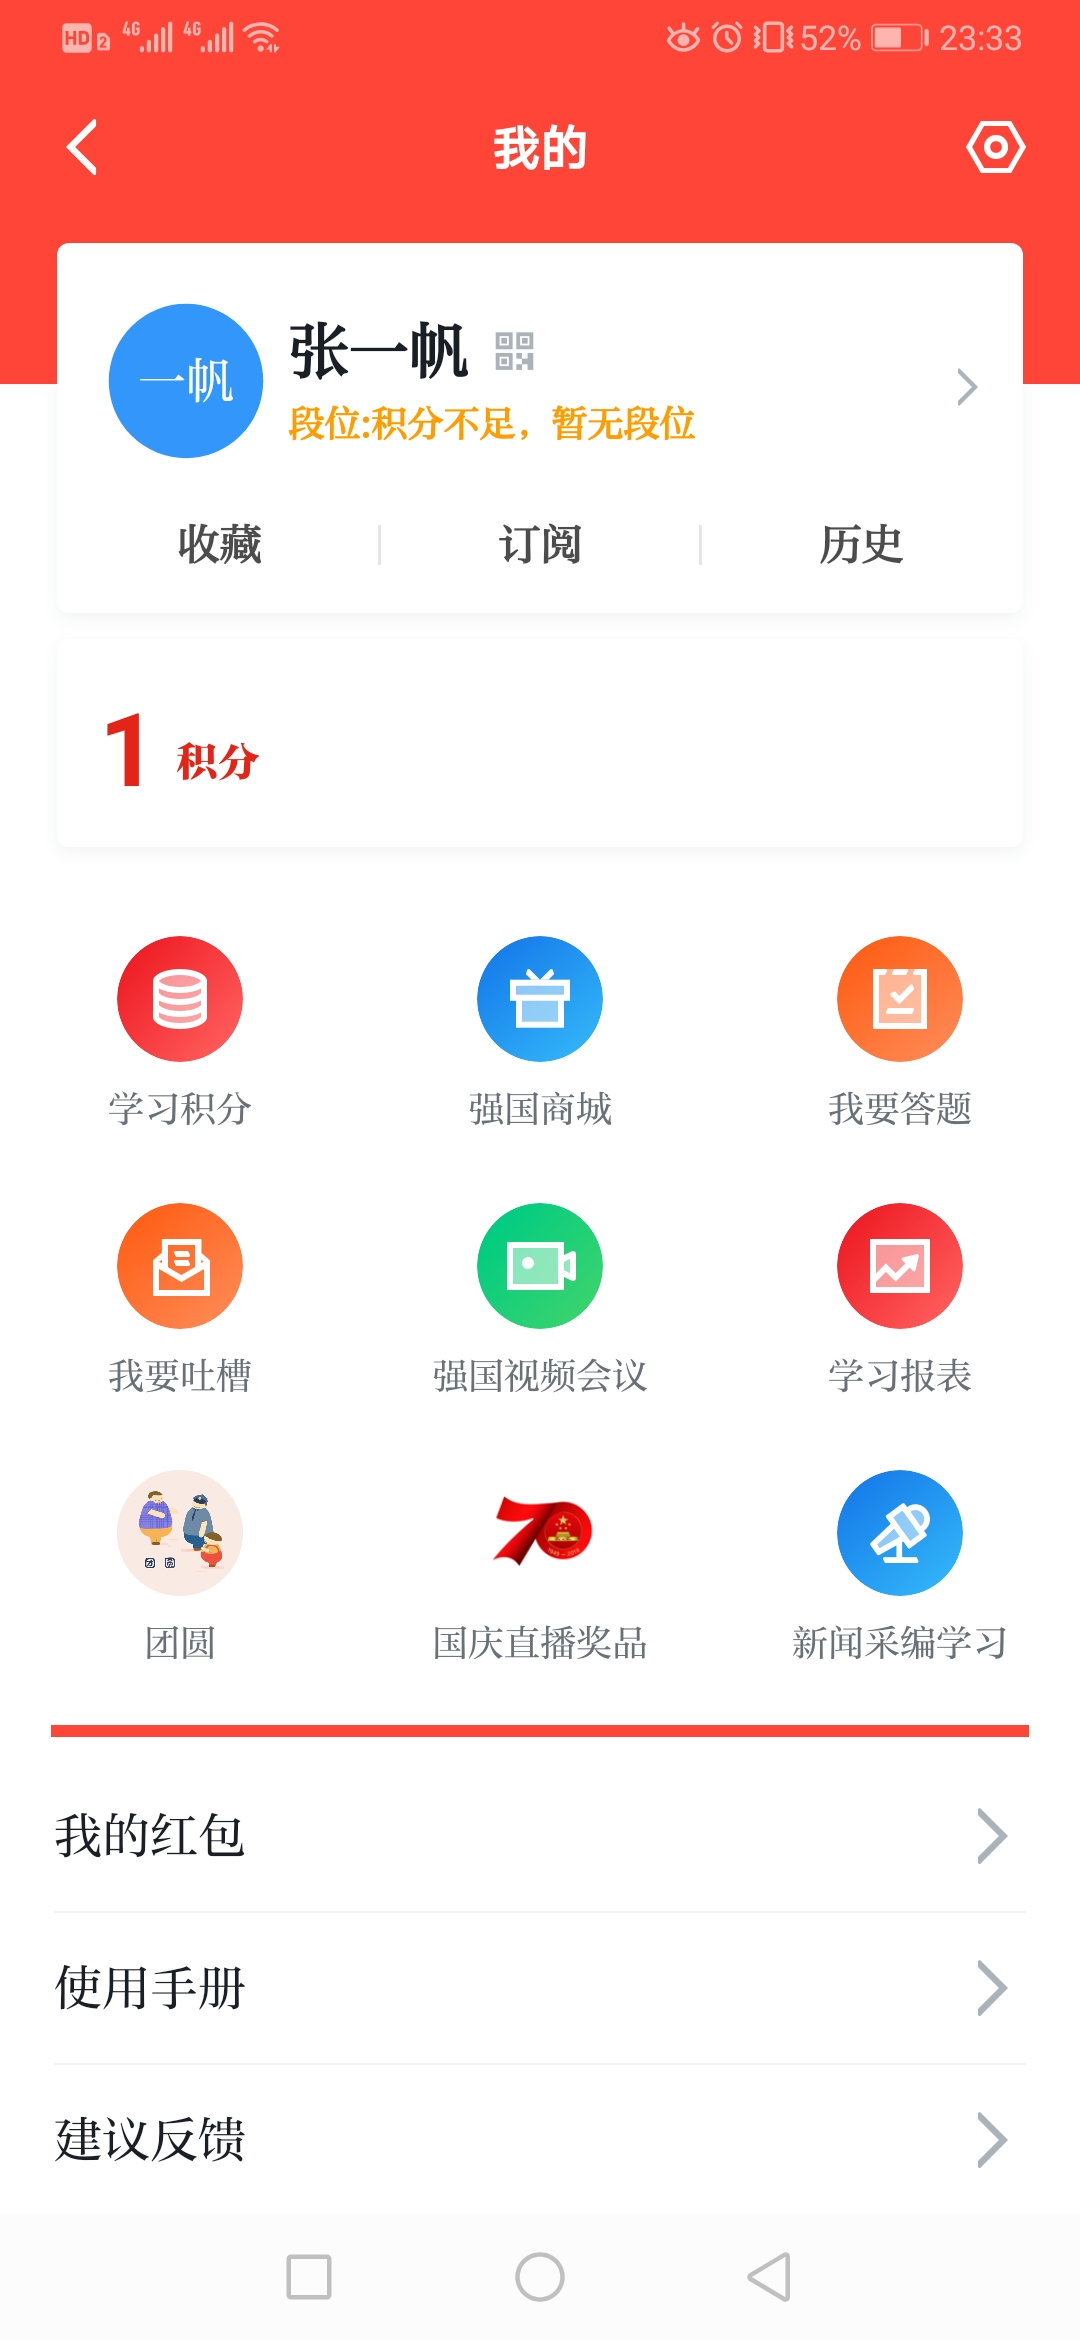 HD 2 4G 4G 52% 23:33
我的
一帆
张一帆
段位:积分不足，暂无段位
收藏 订阅 历史
1 积分
学习积分 强国商城 我要答题
我要吐槽 强国视频会议 学习报表
70
团圆 国庆直播奖品 新闻采编学习
我的红包
使用手册
建议反馈